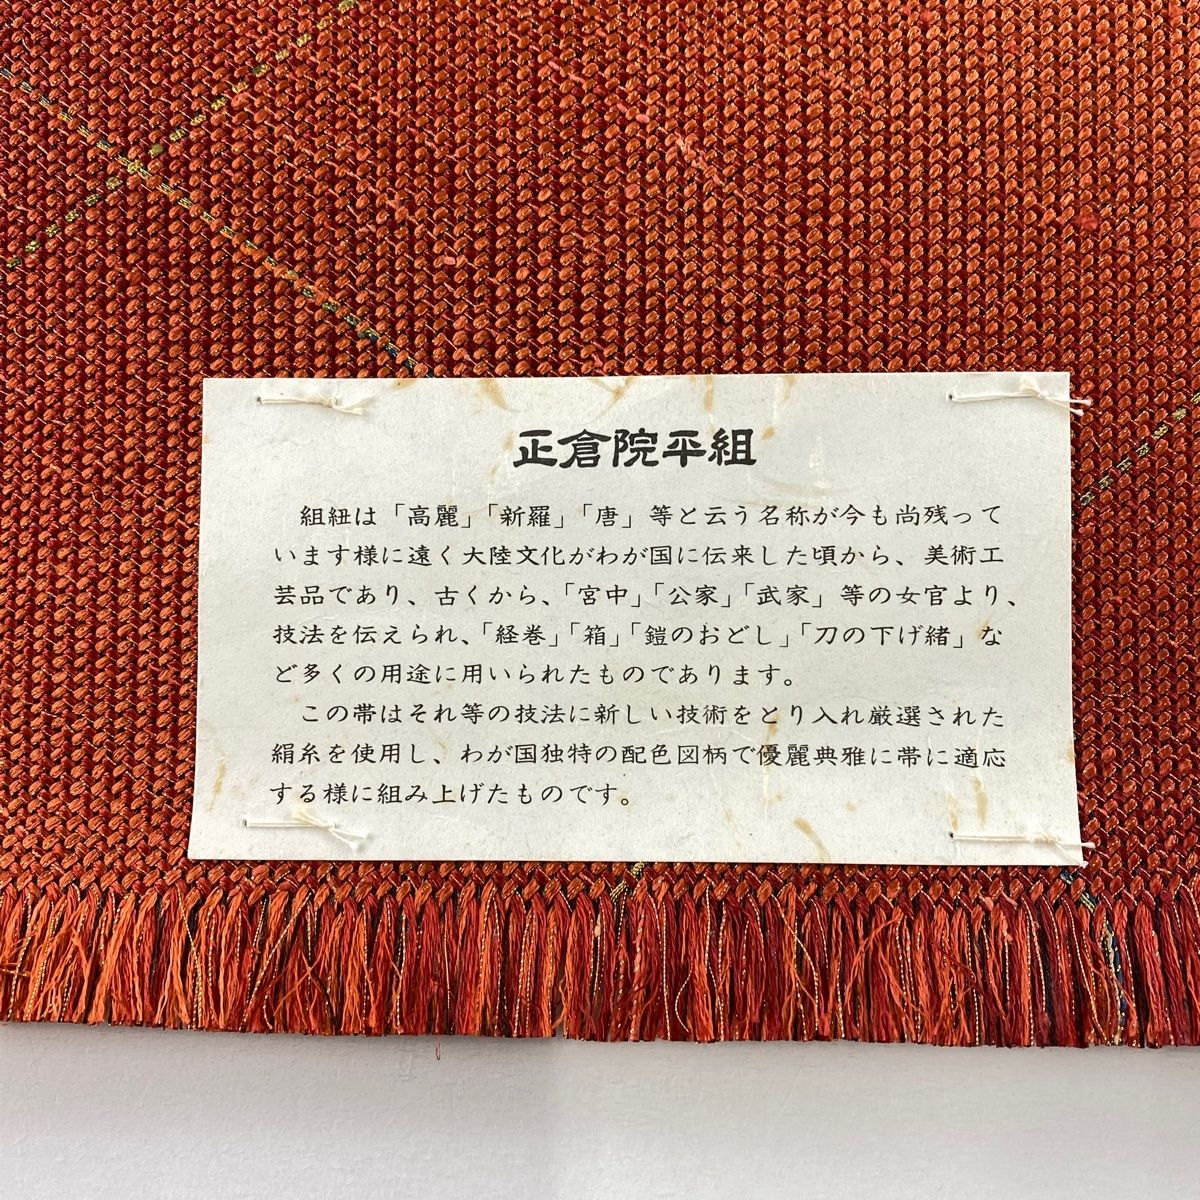 正倉院平組
組紐は「高麗」「新羅」「唐」等と云う名称が今も尚残って
います様に遠く大陸文化がわが国に伝来した頃から、美術工
芸品であり、古くから、「宮中」「公家」「武家」等の女官より、
技法を伝えられ、「経巻」「箱」「鎧のおどし」「刀の下げ緒」な
ど多くの用途に用いられたものであります。
この帯はそれ等の技法に新しい技術をとり入れ厳選された
絹糸を使用し、わが国独特の配色図柄で優麗典雅に帯に適応
する様に組み上げたものです。